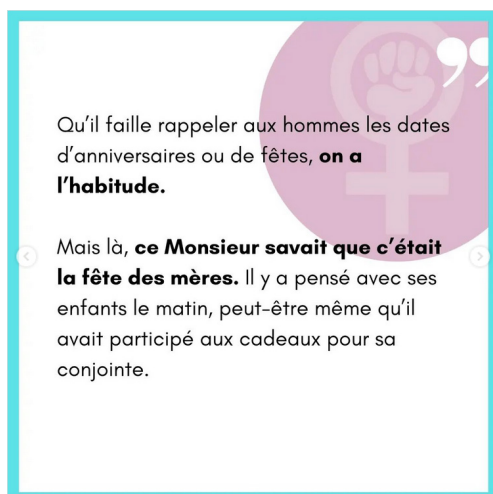 Qu'il faille rappeler aux hommes les dates
d'anniversaires ou de fêtes, on a
l'habitude.
Mais là, ce Monsieur savait que c'était
la fête des mères. Il y a pensé avec ses
enfants le matin, peut-être même qu'il
avait participé aux cadeaux pour sa
conjointe.